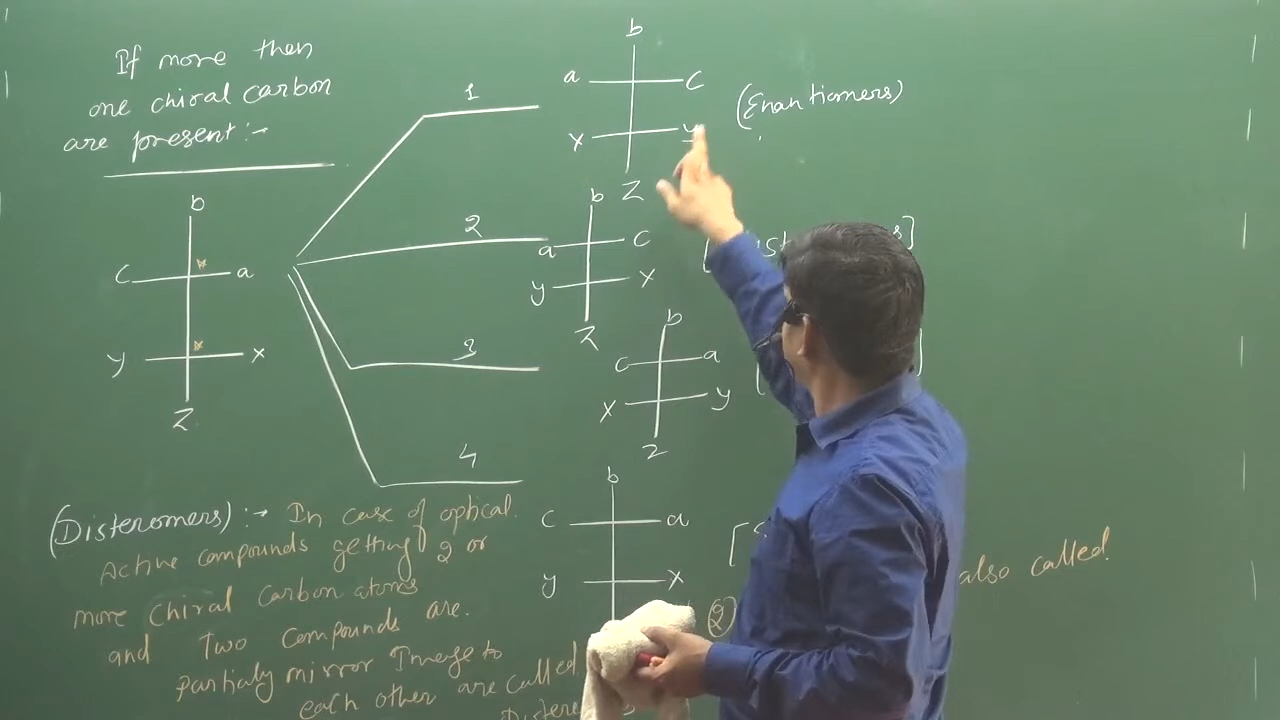 If more then
one chiral carbon
are present :-
b
C a
y x
Z
1
2
3
4
b
a C
x y
Z
(Enantiomers)
b
a C
y x
Z
b
C a
x y
Z
b
C a
y x
②
also called
(Disteromers) :→ In case of optical
Active compounds getting 2 or
more chiral carbon atoms
and Two compounds are.
partialy mirror Image to
each other are called